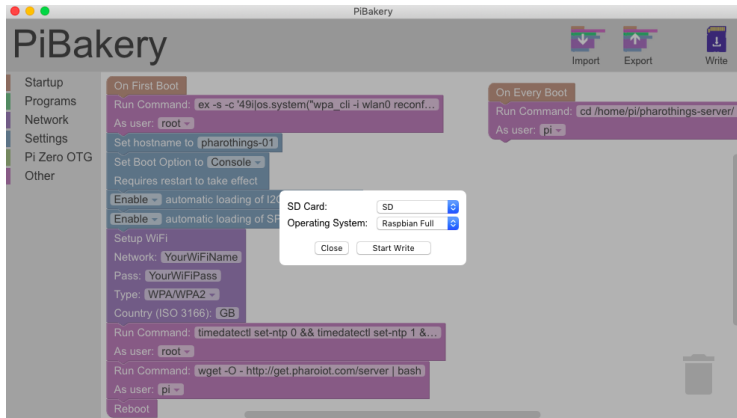 PiBakery
PiBakery
Import
Export
Write
Startup
Programs
Network
Settings
Pi Zero OTG
Other
On First Boot
Run Command: ex -s -c '49i|os.system("wpa_cli -i wlan0 reconf...
As user: root
Set hostname to pharothings-01
Set Boot Option to Console
Requires restart to take effect
Enable automatic loading of I2C
Enable automatic loading of SP
Setup WiFi
Network: YourWiFiName
Pass: YourWiFiPass
Type: WPA/WPA2
Country (ISO 3166): GB
Run Command: timedatectl set-ntp 0 && timedatectl set-ntp 1 &...
As user: root
Run Command: wget -O - http://get.pharoiot.com/server | bash
As user: pi
Reboot
On Every Boot
Run Command: cd /home/pi/pharothings-server/
As user: pi
SD Card: SD
Operating System: Raspbian Full
Close
Start Write